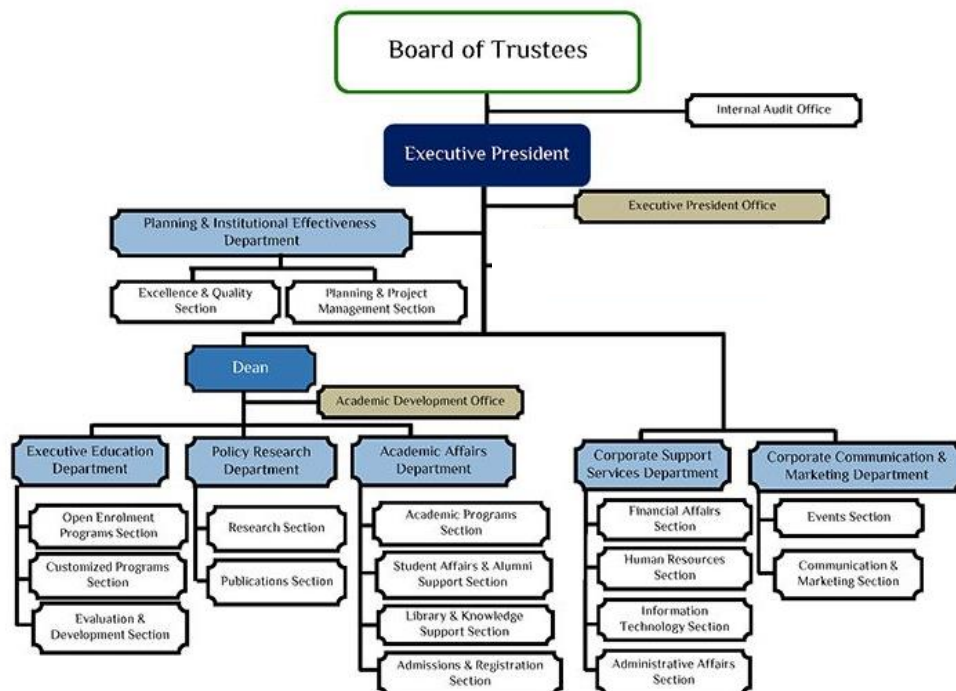 Board of Trustees
Internal Audit Office
Executive President
Executive President Office
Planning & Institutional Effectiveness
Department
Excellence & Quality
Section
Planning & Project
Management Section
Dean
Academic Development Office
Executive Education
Department
Policy Research
Department
Academic Affairs
Department
Corporate Support
Services Department
Corporate Communication &
Marketing Department
Open Enrolment
Programs Section
Customized Programs
Section
Evaluation &
Development Section
Research Section
Publications Section
Academic Programs
Section
Student Affairs & Alumni
Support Section
Library & Knowledge
Support Section
Admissions & Registration
Section
Financial Affairs
Section
Human Resources
Section
Information
Technology Section
Administrative Affairs
Section
Events Section
Communication &
Marketing Section